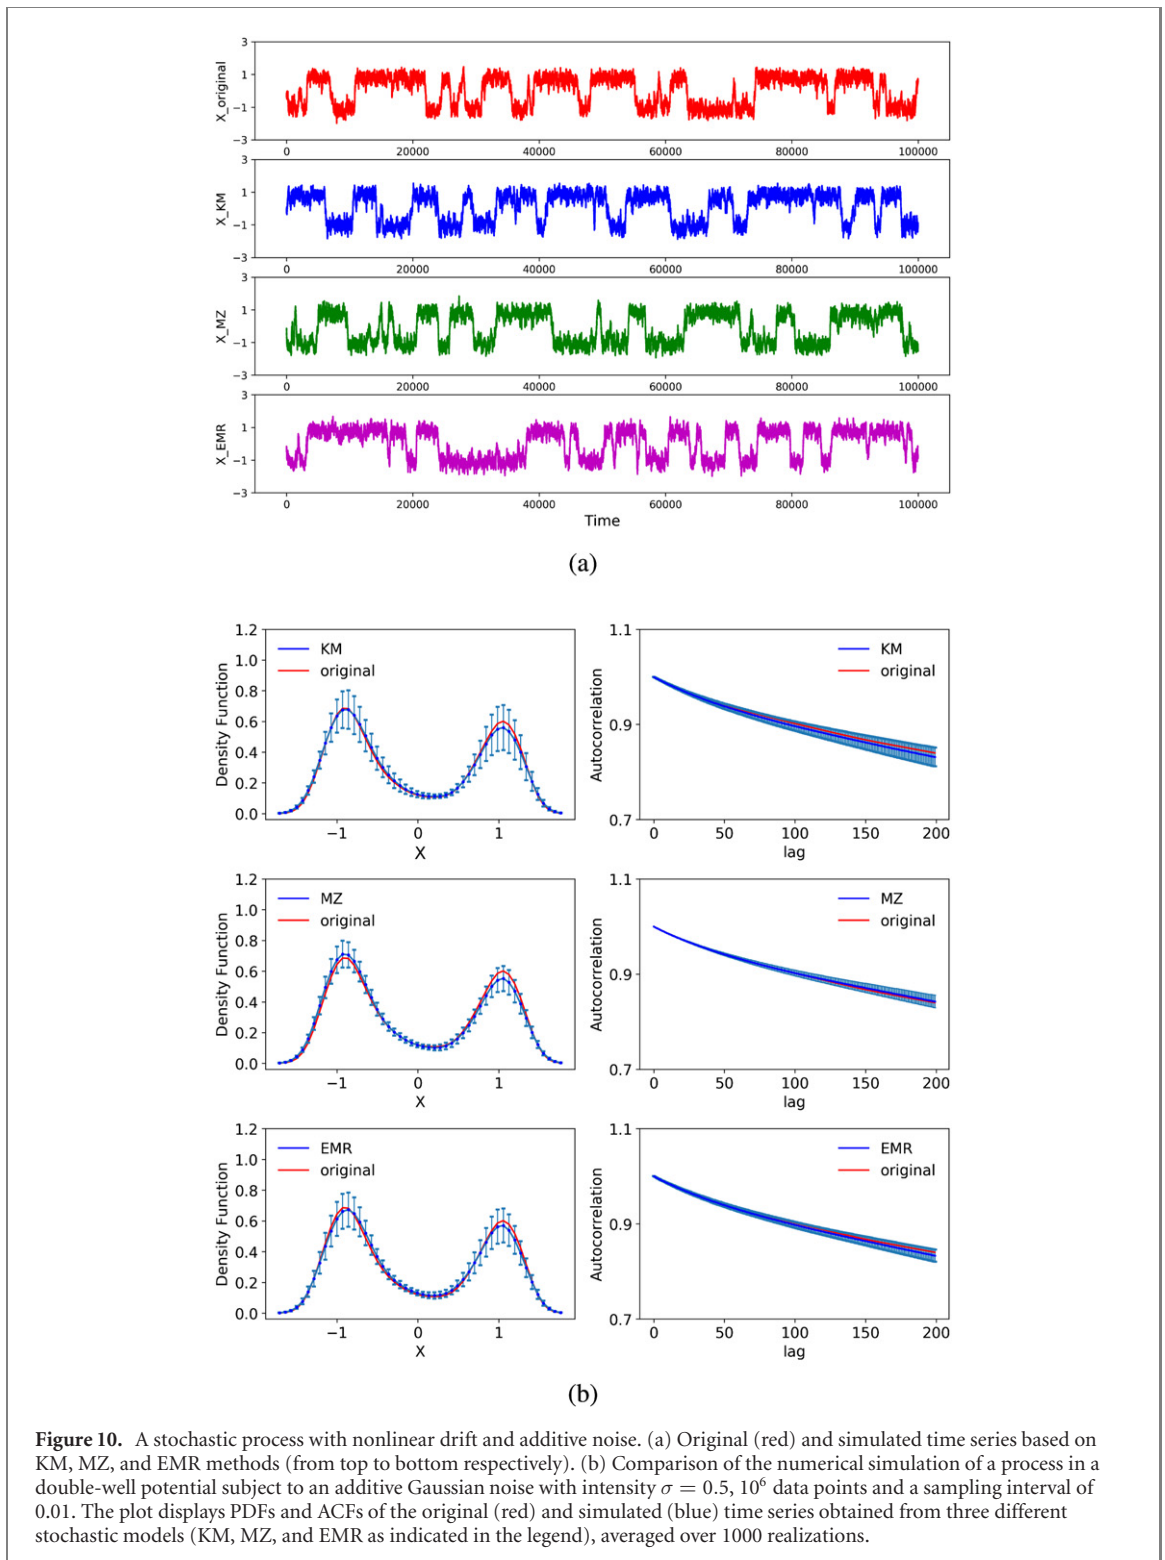 3
1
−1
−3
X_original
0 20000 40000 60000 80000 100000
3
1
−1
−3
X_KM
0 20000 40000 60000 80000 100000
3
1
−1
−3
X_MZ
0 20000 40000 60000 80000 100000
3
1
−1
−3
X_EMR
0 20000 40000 60000 80000 100000
Time
(a)
1.2
1.0
0.8
0.6
0.4
0.2
0.0
Density Function
KM
original
−1 0 1
X
1.1
0.9
0.7
Autocorrelation
KM
original
0 50 100 150 200
lag
1.2
1.0
0.8
0.6
0.4
0.2
0.0
Density Function
MZ
original
−1 0 1
X
1.1
0.9
0.7
Autocorrelation
MZ
original
0 50 100 150 200
lag
1.2
1.0
0.8
0.6
0.4
0.2
0.0
Density Function
EMR
original
−1 0 1
X
1.1
0.9
0.7
Autocorrelation
EMR
original
0 50 100 150 200
lag
(b)
Figure 10. A stochastic process with nonlinear drift and additive noise. (a) Original (red) and simulated time series based on
KM, MZ, and EMR methods (from top to bottom respectively). (b) Comparison of the numerical simulation of a process in a
double-well potential subject to an additive Gaussian noise with intensity σ = 0.5, 10⁶ data points and a sampling interval of
0.01. The plot displays PDFs and ACFs of the original (red) and simulated (blue) time series obtained from three different
stochastic models (KM, MZ, and EMR as indicated in the legend), averaged over 1000 realizations.